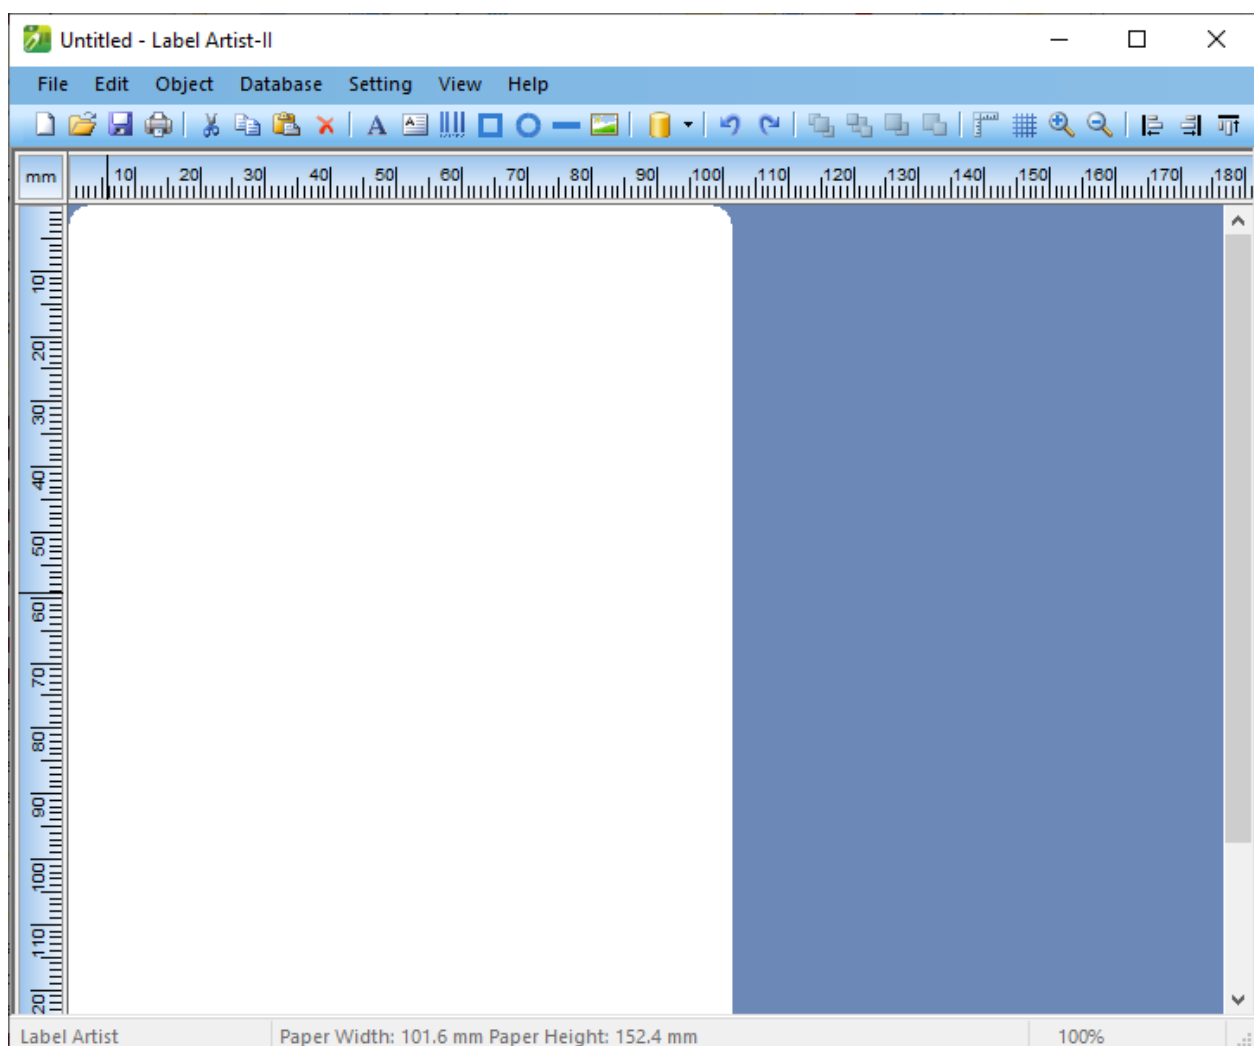 Untitled - Label Artist-II
File Edit Object Database Setting View Help
A A
mm 10 20 30 40 50 60 70 80 90 100 110 120 130 140 150 160 170 180
10
20
30
40
50
60
70
80
90
100
110
20
Label Artist Paper Width: 101.6 mm Paper Height: 152.4 mm 100%